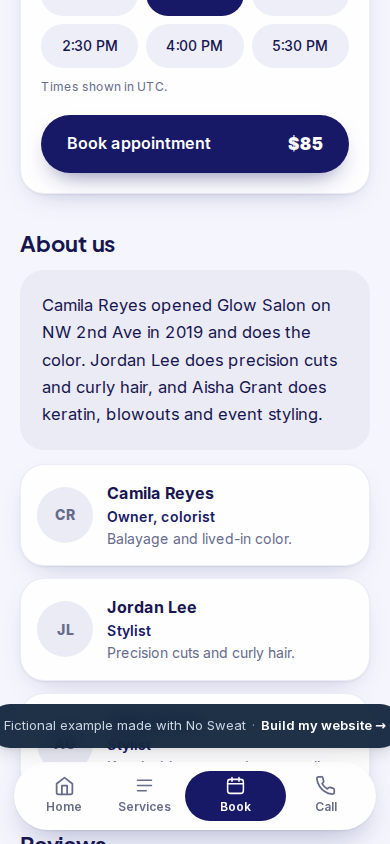 2:30 PM 4:00 PM 5:30 PM
Times shown in UTC.
Book appointment $85
About us
Camila Reyes opened Glow Salon on
NW 2nd Ave in 2019 and does the
color. Jordan Lee does precision cuts
and curly hair, and Aisha Grant does
keratin, blowouts and event styling.
CR
Camila Reyes
Owner, colorist
Balayage and lived-in color.
JL
Jordan Lee
Stylist
Precision cuts and curly hair.
Fictional example made with No Sweat · Build my website →
Stylist
Home Services Book Call
Reviews